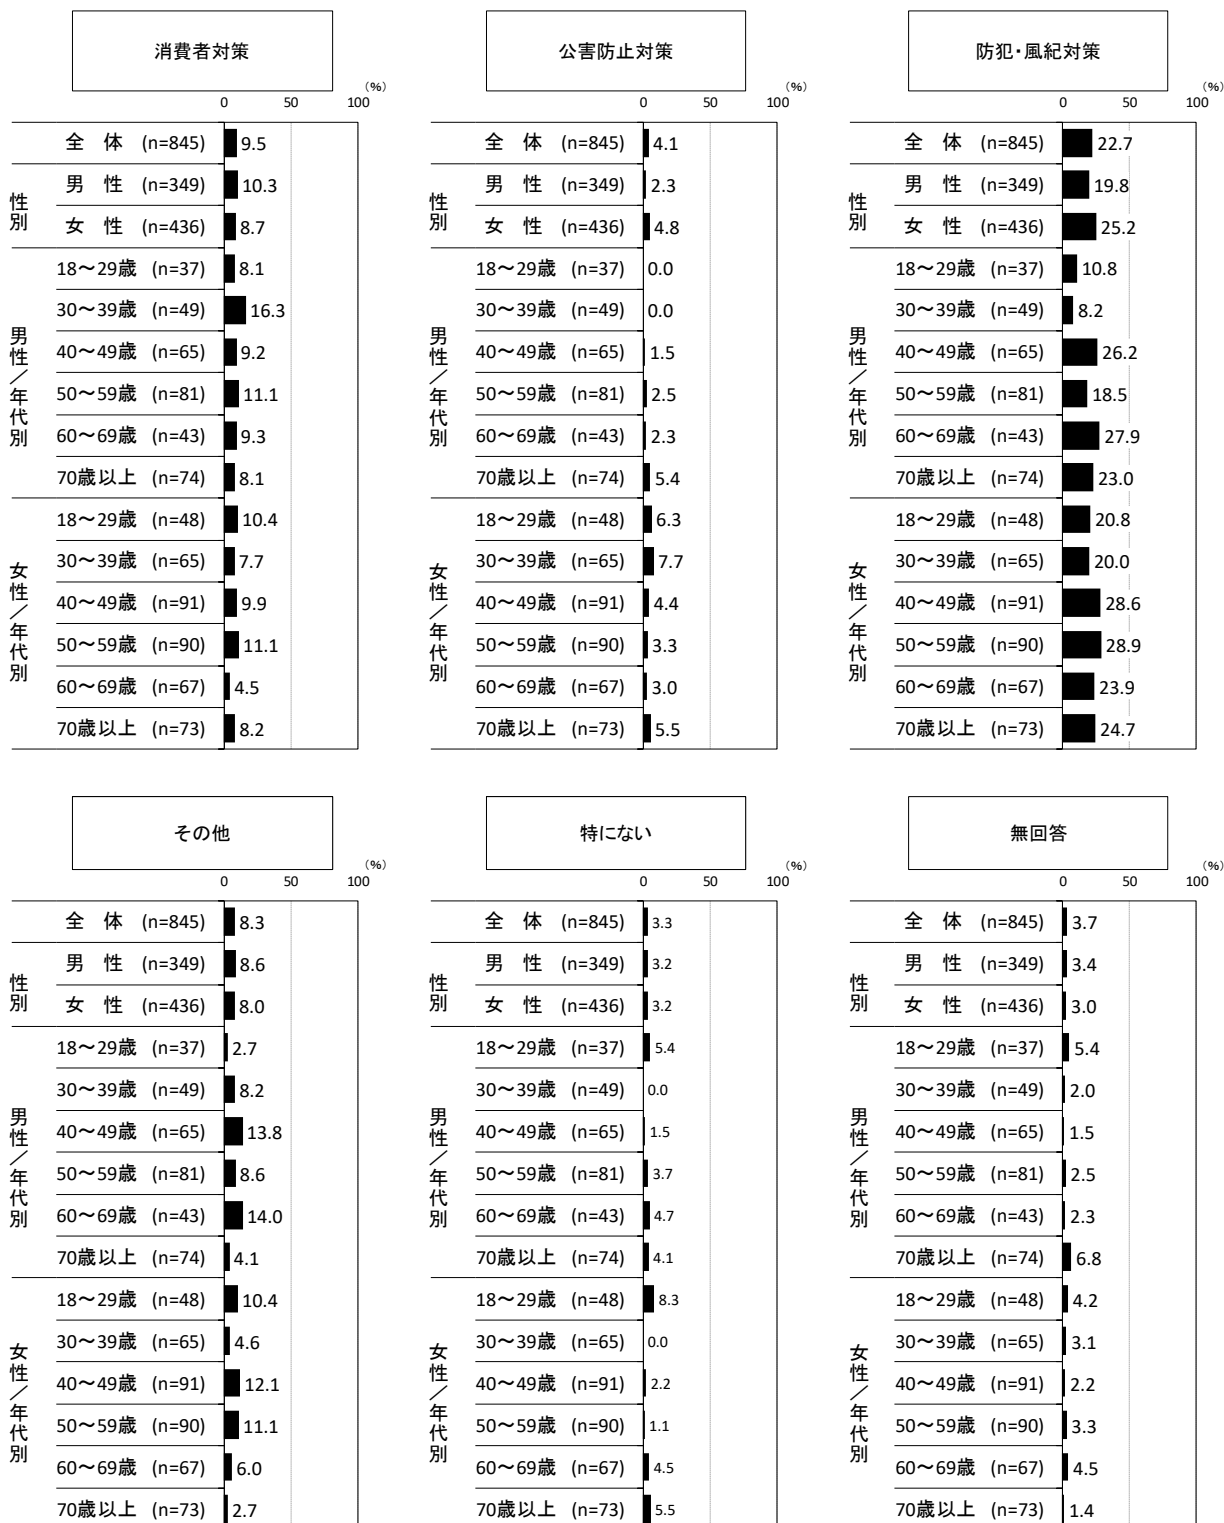 消費者対策
(%)
0 50 100
全 体 (n=845) 9.5
性別
男 性 (n=349) 10.3
女 性 (n=436) 8.7
男性／年代別
18～29歳 (n=37) 8.1
30～39歳 (n=49) 16.3
40～49歳 (n=65) 9.2
50～59歳 (n=81) 11.1
60～69歳 (n=43) 9.3
70歳以上 (n=74) 8.1
女性／年代別
18～29歳 (n=48) 10.4
30～39歳 (n=65) 7.7
40～49歳 (n=91) 9.9
50～59歳 (n=90) 11.1
60～69歳 (n=67) 4.5
70歳以上 (n=73) 8.2
公害防止対策
(%)
0 50 100
全 体 (n=845) 4.1
性別
男 性 (n=349) 2.3
女 性 (n=436) 4.8
男性／年代別
18～29歳 (n=37) 0.0
30～39歳 (n=49) 0.0
40～49歳 (n=65) 1.5
50～59歳 (n=81) 2.5
60～69歳 (n=43) 2.3
70歳以上 (n=74) 5.4
女性／年代別
18～29歳 (n=48) 6.3
30～39歳 (n=65) 7.7
40～49歳 (n=91) 4.4
50～59歳 (n=90) 3.3
60～69歳 (n=67) 3.0
70歳以上 (n=73) 5.5
防犯・風紀対策
(%)
0 50 100
全 体 (n=845) 22.7
性別
男 性 (n=349) 19.8
女 性 (n=436) 25.2
男性／年代別
18～29歳 (n=37) 10.8
30～39歳 (n=49) 8.2
40～49歳 (n=65) 26.2
50～59歳 (n=81) 18.5
60～69歳 (n=43) 27.9
70歳以上 (n=74) 23.0
女性／年代別
18～29歳 (n=48) 20.8
30～39歳 (n=65) 20.0
40～49歳 (n=91) 28.6
50～59歳 (n=90) 28.9
60～69歳 (n=67) 23.9
70歳以上 (n=73) 24.7
その他
(%)
0 50 100
全 体 (n=845) 8.3
性別
男 性 (n=349) 8.6
女 性 (n=436) 8.0
男性／年代別
18～29歳 (n=37) 2.7
30～39歳 (n=49) 8.2
40～49歳 (n=65) 13.8
50～59歳 (n=81) 8.6
60～69歳 (n=43) 14.0
70歳以上 (n=74) 4.1
女性／年代別
18～29歳 (n=48) 10.4
30～39歳 (n=65) 4.6
40～49歳 (n=91) 12.1
50～59歳 (n=90) 11.1
60～69歳 (n=67) 6.0
70歳以上 (n=73) 2.7
特にない
(%)
0 50 100
全 体 (n=845) 3.3
性別
男 性 (n=349) 3.2
女 性 (n=436) 3.2
男性／年代別
18～29歳 (n=37) 5.4
30～39歳 (n=49) 0.0
40～49歳 (n=65) 1.5
50～59歳 (n=81) 3.7
60～69歳 (n=43) 4.7
70歳以上 (n=74) 4.1
女性／年代別
18～29歳 (n=48) 8.3
30～39歳 (n=65) 0.0
40～49歳 (n=91) 2.2
50～59歳 (n=90) 1.1
60～69歳 (n=67) 4.5
70歳以上 (n=73) 5.5
無回答
(%)
0 50 100
全 体 (n=845) 3.7
性別
男 性 (n=349) 3.4
女 性 (n=436) 3.0
男性／年代別
18～29歳 (n=37) 5.4
30～39歳 (n=49) 2.0
40～49歳 (n=65) 1.5
50～59歳 (n=81) 2.5
60～69歳 (n=43) 2.3
70歳以上 (n=74) 6.8
女性／年代別
18～29歳 (n=48) 4.2
30～39歳 (n=65) 3.1
40～49歳 (n=91) 2.2
50～59歳 (n=90) 3.3
60～69歳 (n=67) 4.5
70歳以上 (n=73) 1.4